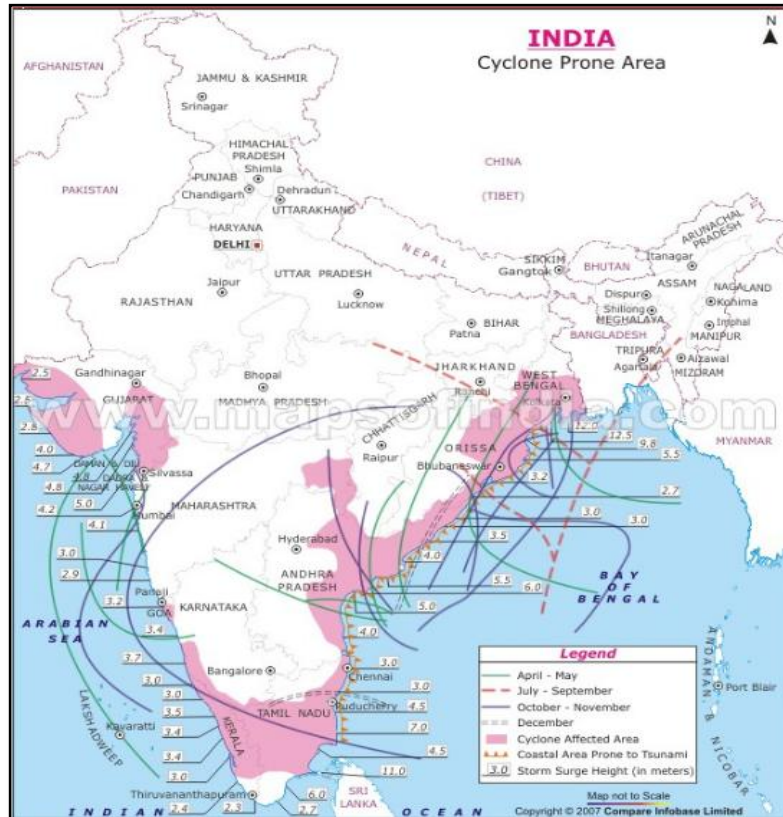 INDIA
Cyclone Prone Area
N
AFGHANISTAN
JAMMU & KASHMIR
Srinagar
HIMACHAL
PRADESH
Shimla
PUNJAB
Chandigarh
Dehradun
UTTARAKHAND
CHINA
(TIBET)
PAKISTAN
HARYANA
DELHI
NEPAL
SIKKIM
Gangtok
BHUTAN
ARUNACHAL
PRADESH
Itanagar
RAJASTHAN
Jaipur
UTTAR PRADESH
Lucknow
ASSAM
Dispur
NAGALAND
Kohima
Shillong
MEGHALAYA
Imphal
MANIPUR
BIHAR
Patna
BANGLADESH
TRIPURA
Agartala
Aizawal
MIZORAM
Gandhinagar
GUJARAT
Bhopal
MADHYA PRADESH
JHARKHAND
Ranchi
WEST
BENGAL
Kolkata
www.mapsofindia.com
MYANMAR
2.5
2.5
2.8
4.0
4.7
4.8
4.2
5.0
4.1
DAMAN & DIU
DADRA &
NAGAR HAVELI
Silvassa
CHHATTISGARH
Raipur
ORISSA
Bhubaneswar
12.0
12.5
9.8
5.5
3.2
2.7
3.0
3.0
3.5
4.0
5.5
6.0
5.0
4.0
Mumbai
MAHARASHTRA
Hyderabad
ANDHRA
PRADESH
3.0
2.9
3.2
Panaji
GOA
KARNATAKA
3.4
ARABIAN
SEA
BAY
OF
BENGAL
3.7
3.0
3.0
3.5
3.4
3.4
3.0
2.4
2.3
Bangalore
Chennai
3.0
3.0
4.5
7.0
4.5
11.0
6.0
2.7
TAMIL NADU
Puducherry
KERALA
LAKSHADWEEP
Kavaratti
Thiruvananthapuram
SRI
LANKA
ANDAMAN & NICOBAR
Port Blair
INDIAN OCEAN
Legend
April - May
July - September
October - November
December
Cyclone Affected Area
Coastal Area Prone to Tsunami
3.0 Storm Surge Height (in meters)
Map not to Scale
Copyright © 2007 Compare Infobase Limited